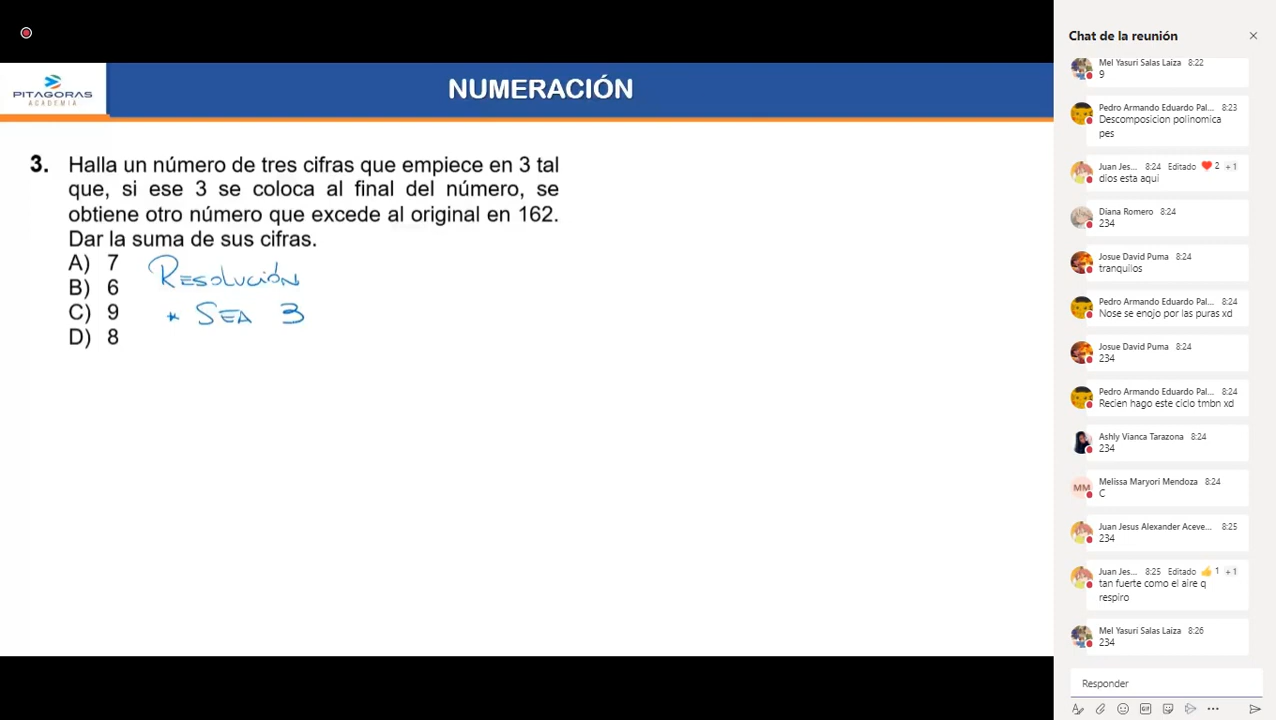 PITAGORAS
ACADEMIA
NUMERACIÓN
3. Halla un número de tres cifras que empiece en 3 tal
que, si ese 3 se coloca al final del número, se
obtiene otro número que excede al original en 162.
Dar la suma de sus cifras.
A) 7
B) 6
C) 9
D) 8
RESOLUCIÓN
* SEA 3
Chat de la reunión
Mel Yasuri Salas Laiza 8:22
9
Pedro Armando Eduardo Pal... 8:23
Descomposicion polinomica
pes
Juan Jes... 8:24 Editado ❤️ 2 +1
dios esta aquí
Diana Romero 8:24
234
Josue David Puma 8:24
tranquilos
Pedro Armando Eduardo Pal... 8:24
Nose se enojo por las puras xd
Josue David Puma 8:24
234
Pedro Armando Eduardo Pal... 8:24
Recien hago este ciclo tmbn xd
Ashly Vianca Tarazona 8:24
234
MM
Melissa Maryori Mendoza 8:24
C
Juan Jesus Alexander Aceve... 8:25
234
Juan Jes... 8:25 Editado 👍 1 +1
tan fuerte como el aire q
respiro
Mel Yasuri Salas Laiza 8:26
234
Responder
GIF